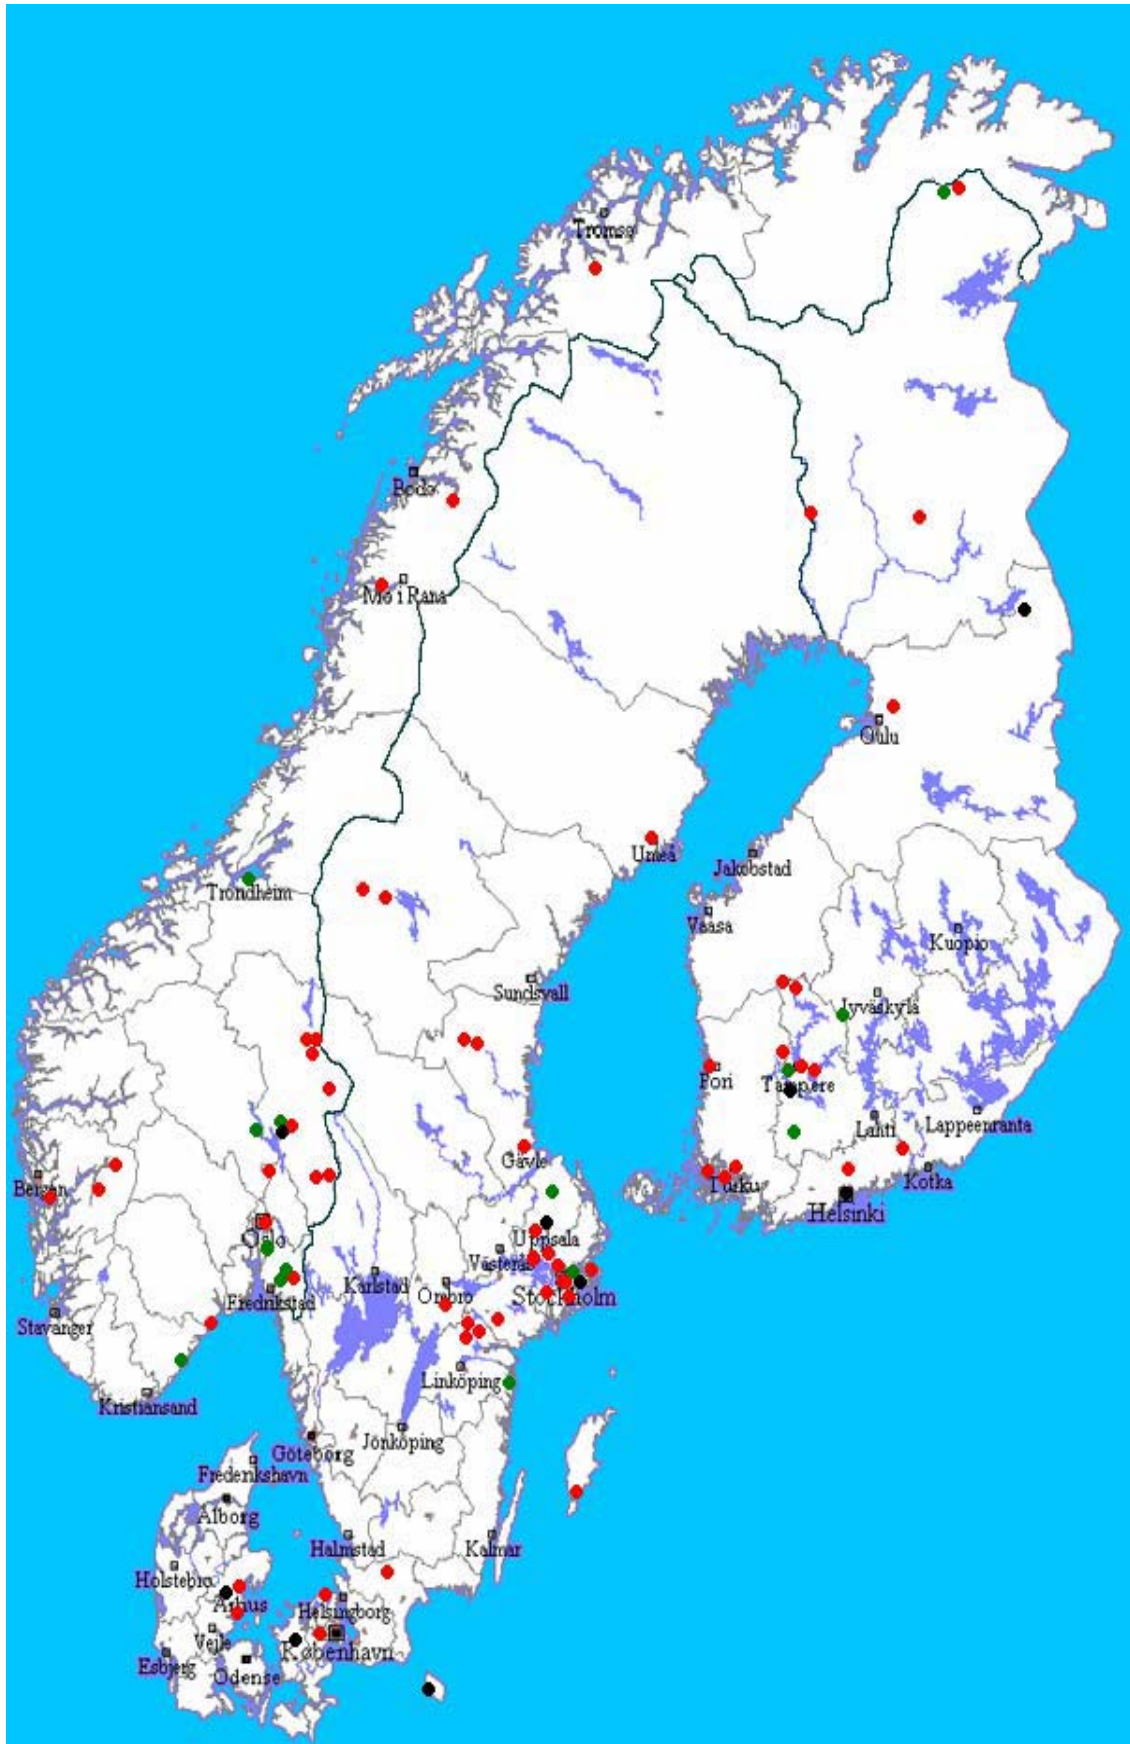 Tromsø
Bodø
Mo i Rana
Oulu
Umeå
Jakobstad
Trondheim
Vaasa
Kuopio
Sundsvall
Jyväskylä
Pori
Tampere
Lahti
Lappeenranta
Gävle
Turku
Kotka
Bergen
Helsinki
Oslo
Uppsala
Västerås
Karlstad
Örebro
Stockholm
Fredrikstad
Stavanger
Linköping
Kristiansand
Jönköping
Göteborg
Frederikshavn
Ålborg
Halmstad
Kalmar
Holstebro
Århus
Helsingborg
Vejle
København
Esbjerg
Odense